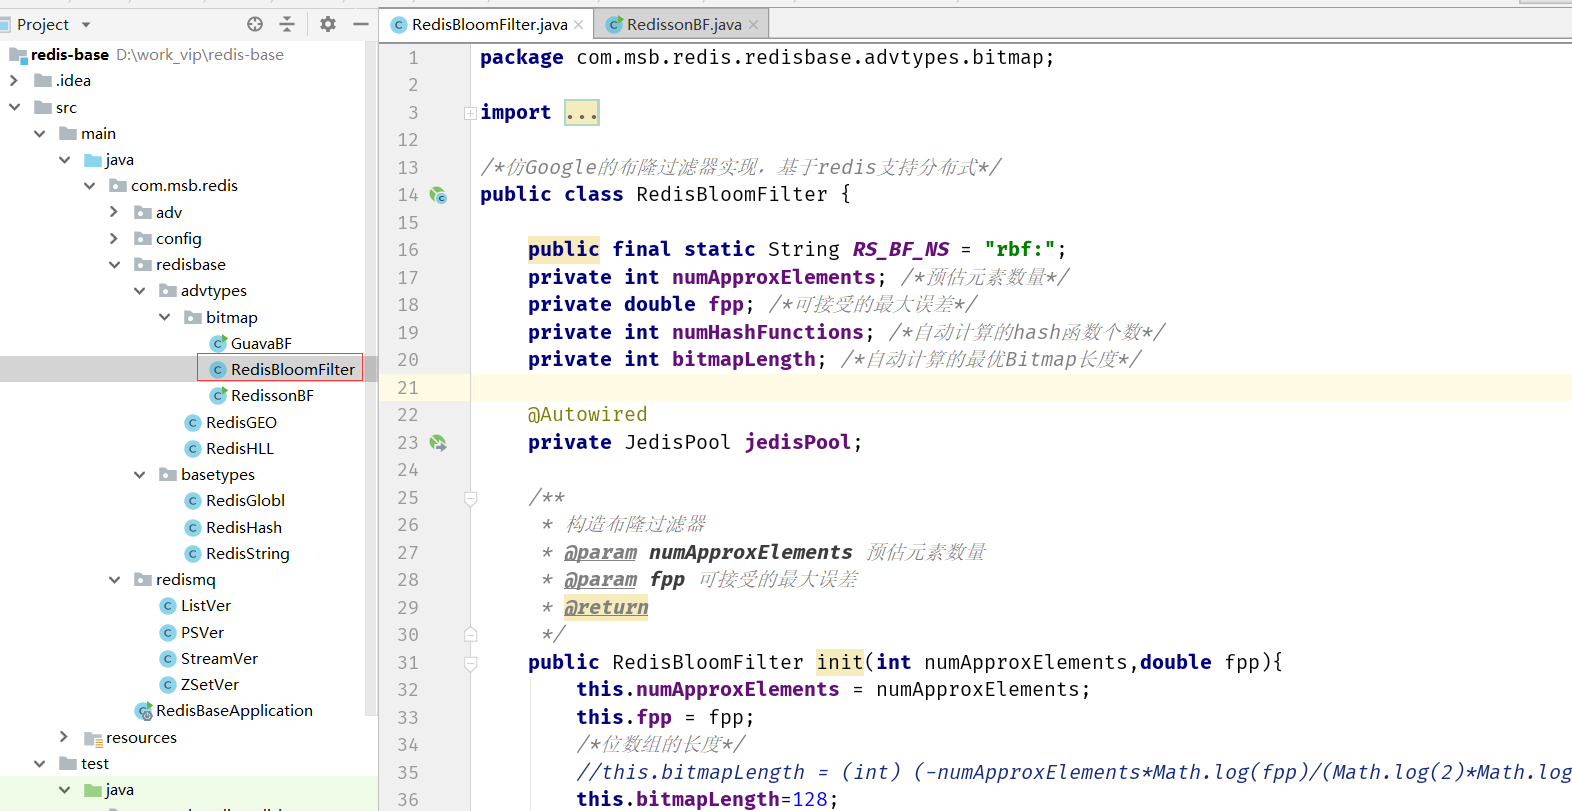 Project
redis-base D:\work_vip\redis-base
.idea
src
main
java
com.msb.redis
adv
config
redisbase
advtypes
bitmap
GuavaBF
RedisBloomFilter
RedissonBF
RedisGEO
RedisHLL
basetypes
RedisGlobl
RedisHash
RedisString
redismq
ListVer
PSVer
StreamVer
ZSetVer
RedisBaseApplication
resources
test
java
RedisBloomFilter.java
RedissonBF.java
1 package com.msb.redis.redisbase.advtypes.bitmap;
2
3 import ...
12
13 /*仿Google的布隆过滤器实现，基于redis支持分布式*/
14 public class RedisBloomFilter {
15
16 public final static String RS_BF_NS = "rbf:";
17 private int numApproxElements; /*预估元素数量*/
18 private double fpp; /*可接受的最大误差*/
19 private int numHashFunctions; /*自动计算的hash函数个数*/
20 private int bitmapLength; /*自动计算的最优Bitmap长度*/
21
22 @Autowired
23 private JedisPool jedisPool;
24
25 /**
26 * 构造布隆过滤器
27 * @param numApproxElements 预估元素数量
28 * @param fpp 可接受的最大误差
29 * @return
30 */
31 public RedisBloomFilter init(int numApproxElements,double fpp){
32 this.numApproxElements = numApproxElements;
33 this.fpp = fpp;
34 /*位数组的长度*/
35 //this.bitmapLength = (int) (-numApproxElements*Math.log(fpp)/(Math.log(2)*Math.log
36 this.bitmapLength=128;